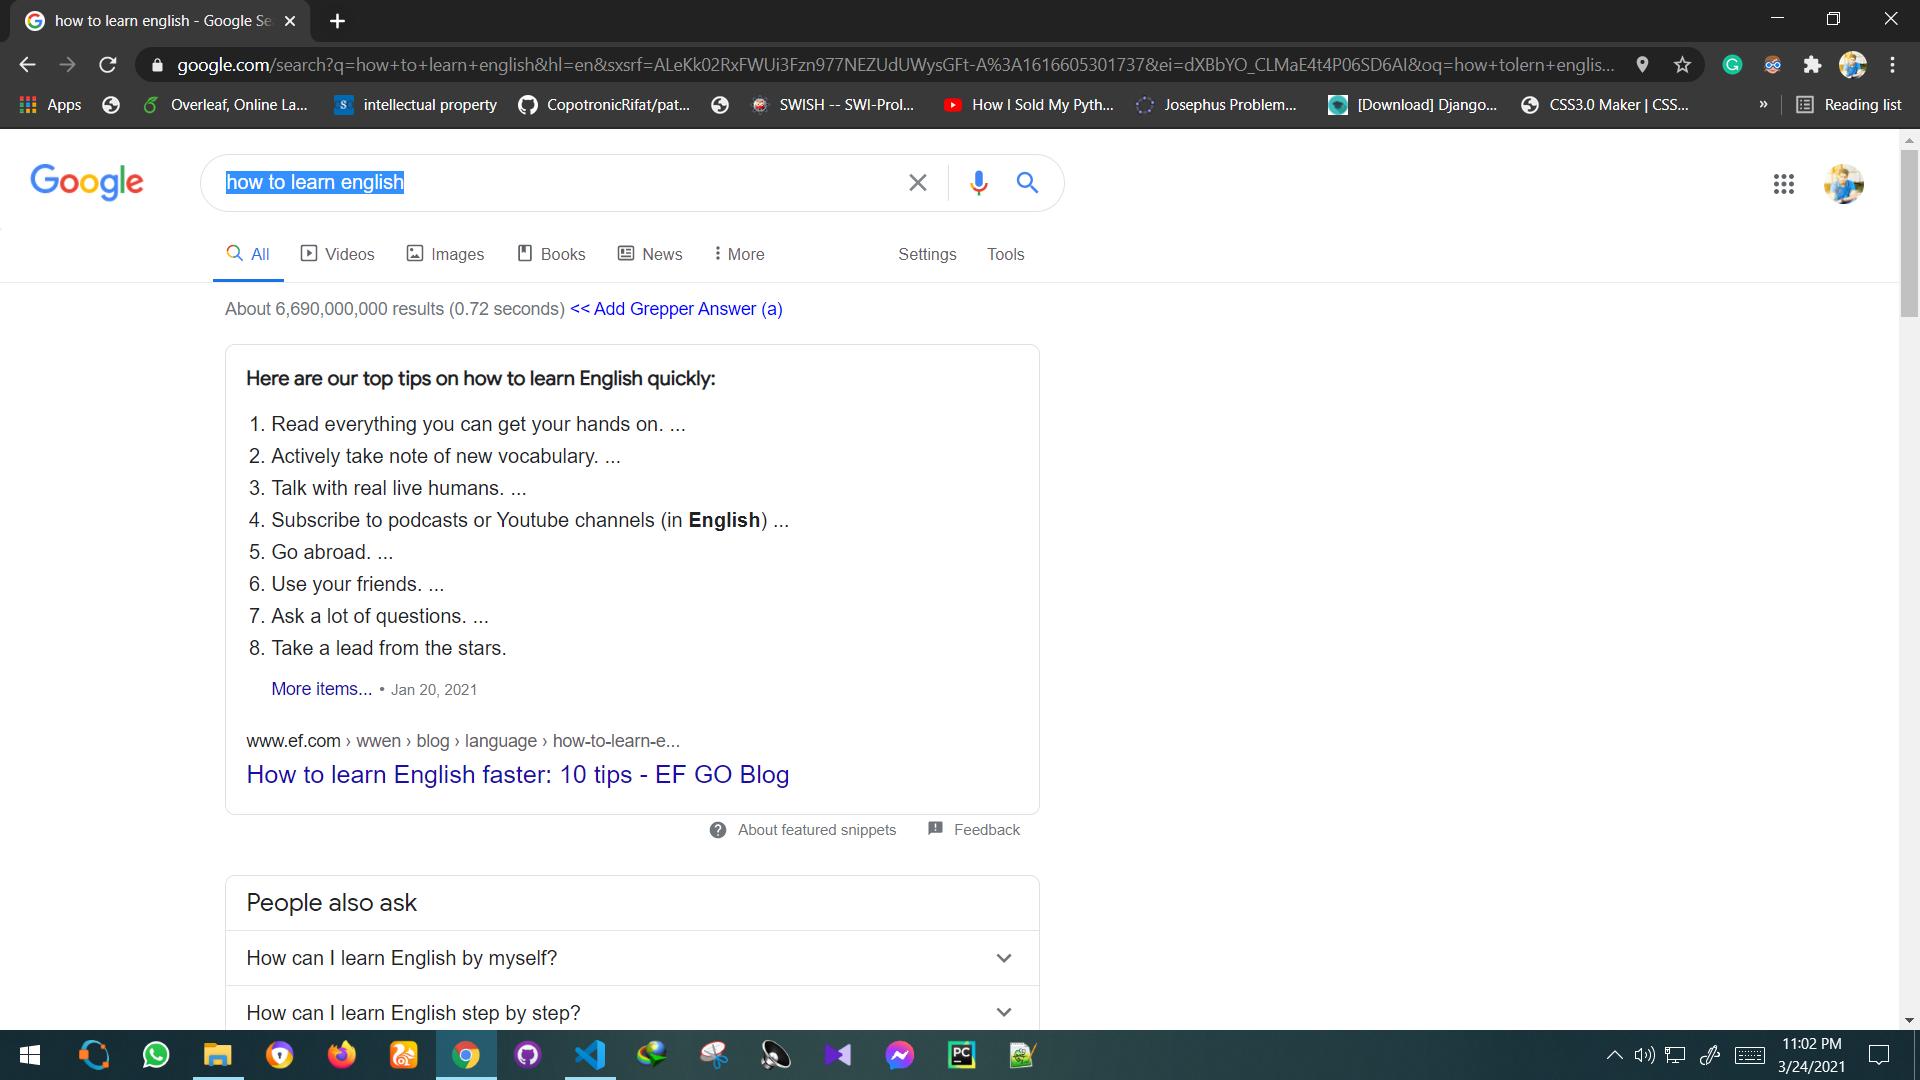 how to learn english - Google Se
google.com/search?q=how+to+learn+english&hl=en&sxsrf=ALeKk02RxFWUi3Fzn977NEZUdUWysGFt-A%3A1616605301737&ei=dXBbYO_CLMaE4t4P06SD6AI&oq=how+tolern+englis...
Apps Overleaf, Online La... intellectual property CopotronicRifat/pat... SWISH -- SWI-Prol... How I Sold My Pyth... Josephus Problem... [Download] Django... CSS3.0 Maker | CSS... » Reading list
Google how to learn english
All Videos Images Books News More Settings Tools
About 6,690,000,000 results (0.72 seconds) << Add Grepper Answer (a)
Here are our top tips on how to learn English quickly:
1. Read everything you can get your hands on. ...
2. Actively take note of new vocabulary. ...
3. Talk with real live humans. ...
4. Subscribe to podcasts or Youtube channels (in English) ...
5. Go abroad. ...
6. Use your friends. ...
7. Ask a lot of questions. ...
8. Take a lead from the stars.
More items... • Jan 20, 2021
www.ef.com › wwen › blog › language › how-to-learn-e...
How to learn English faster: 10 tips - EF GO Blog
About featured snippets Feedback
People also ask
How can I learn English by myself?
How can I learn English step by step?
PC
11:02 PM
3/24/2021